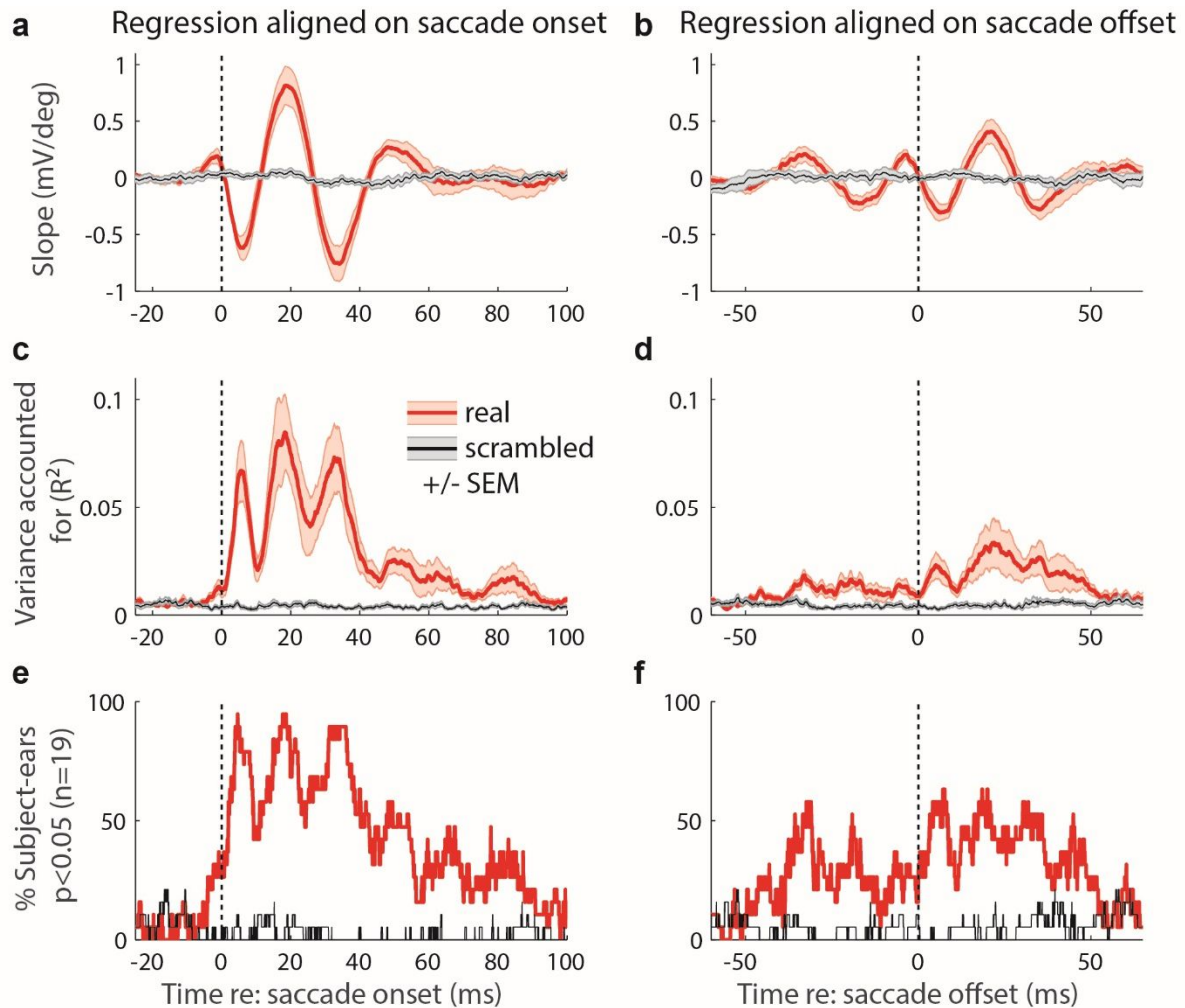 a Regression aligned on saccade onset
b Regression aligned on saccade offset
Slope (mV/deg)
1
0.5
0
-0.5
-1
-20 0 20 40 60 80 100
1
0.5
0
-0.5
-1
-50 0 50
c
Variance accounted
for (R²)
0.1
0.05
0
real
scrambled
+/- SEM
-20 0 20 40 60 80 100
d
0.1
0.05
0
-50 0 50
e
% Subject-ears
p<0.05 (n=19)
100
50
0
-20 0 20 40 60 80 100
Time re: saccade onset (ms)
f
100
50
0
-50 0 50
Time re: saccade offset (ms)